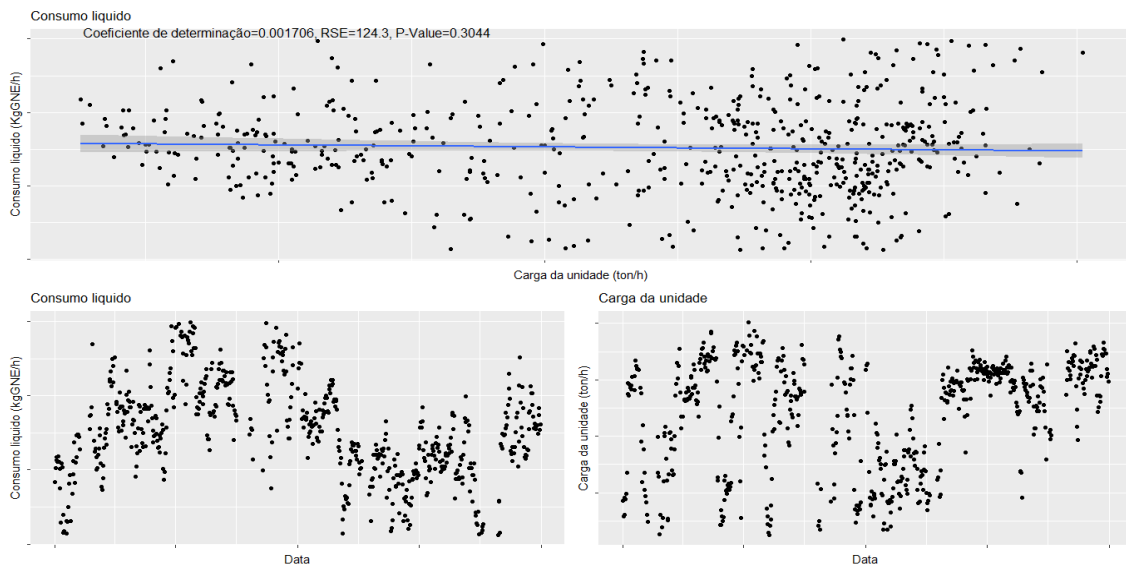 Consumo liquido
Coeficiente de determinação=0.001706, RSE=124.3, P-Value=0.3044
Consumo liquido (KgGNE/h)
Carga da unidade (ton/h)
Consumo liquido
Consumo liquido (kgGNE/h)
Data
Carga da unidade
Carga da unidade (ton/h)
Data